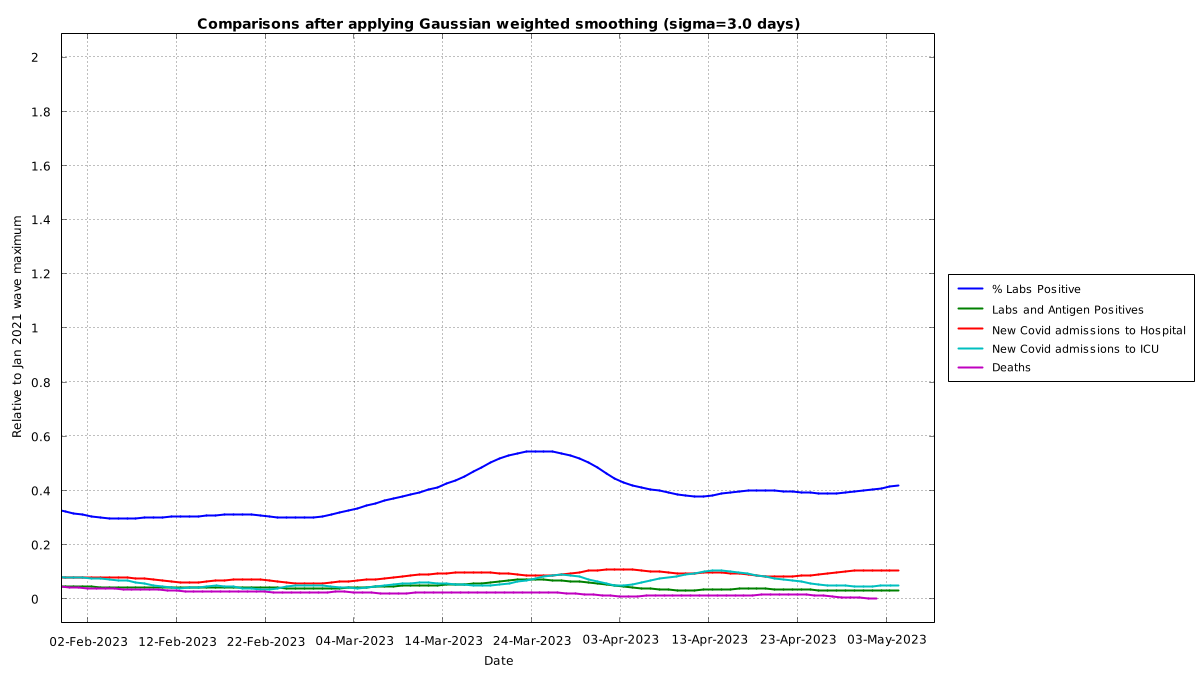 Comparisons after applying Gaussian weighted smoothing (sigma=3.0 days)
2
1.8
1.6
1.4
1.2
1
0.8
0.6
0.4
0.2
0
Relative to Jan 2021 wave maximum
02-Feb-2023 12-Feb-2023 22-Feb-2023 04-Mar-2023 14-Mar-2023 24-Mar-2023 03-Apr-2023 13-Apr-2023 23-Apr-2023 03-May-2023
Date
% Labs Positive
Labs and Antigen Positives
New Covid admissions to Hospital
New Covid admissions to ICU
Deaths